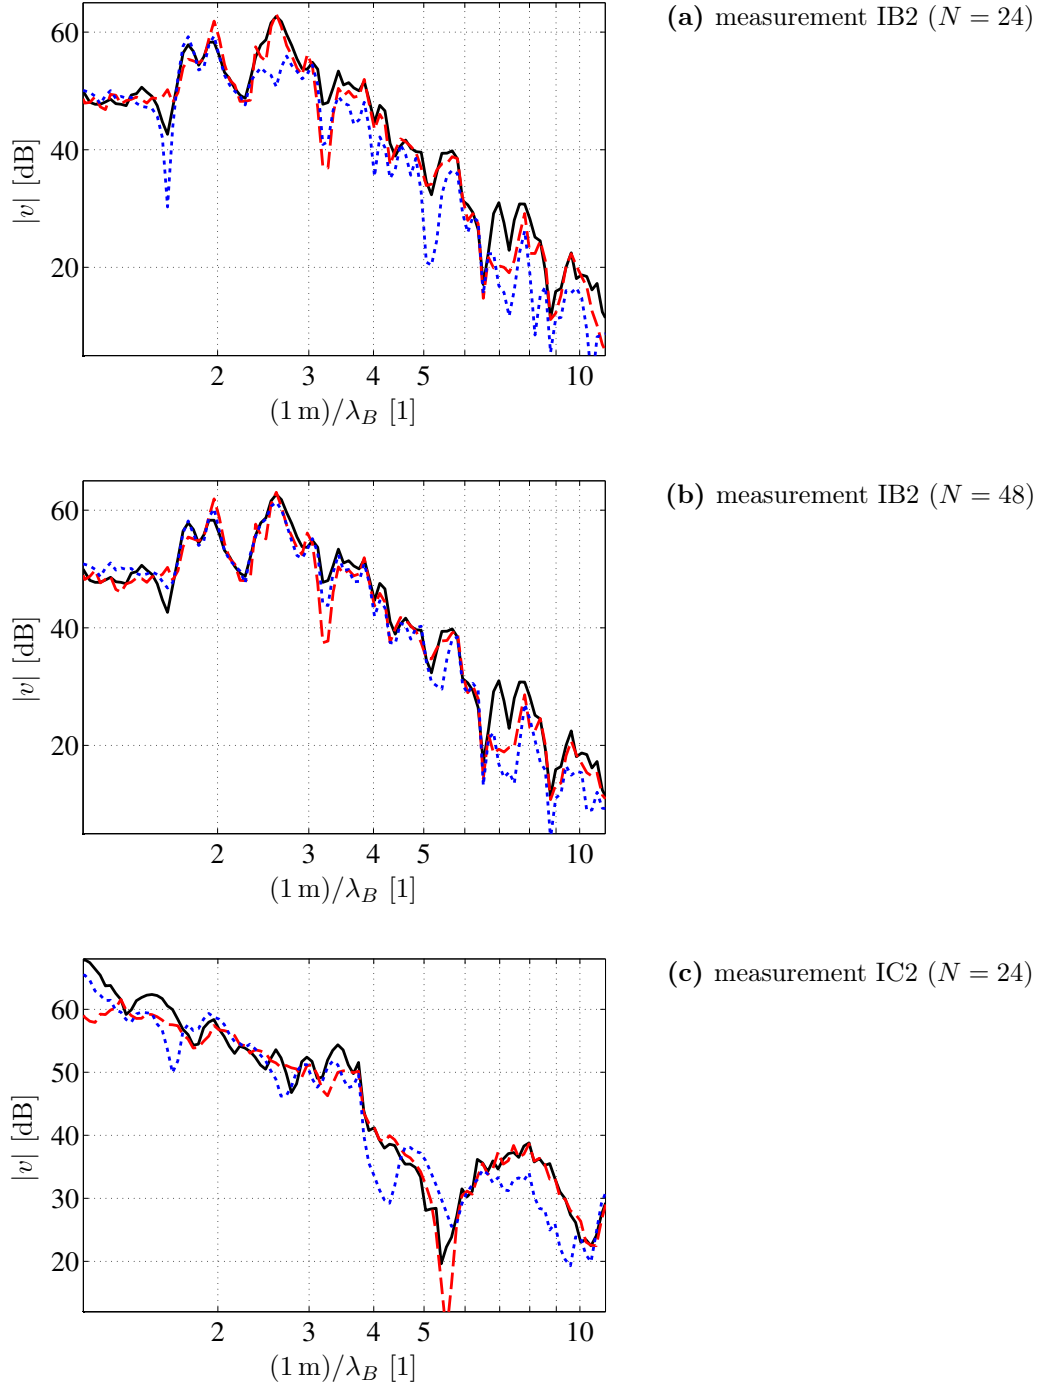 (a) measurement IB2 (N = 24)
60
40
20
|v| [dB]
2 3 4 5 10
(1 m)/λ_B [1]
(b) measurement IB2 (N = 48)
60
40
20
|v| [dB]
2 3 4 5 10
(1 m)/λ_B [1]
(c) measurement IC2 (N = 24)
60
50
40
30
20
|v| [dB]
2 3 4 5 10
(1 m)/λ_B [1]